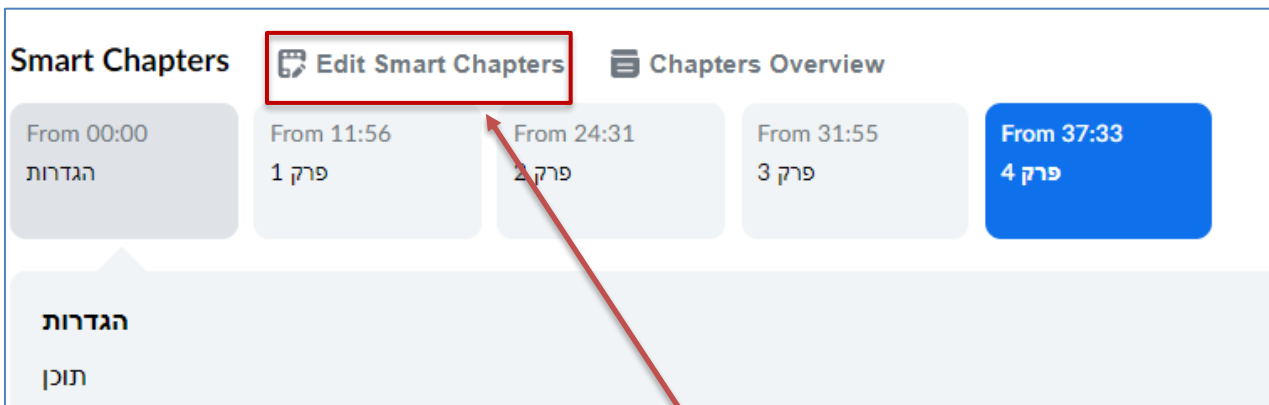 Smart Chapters Edit Smart Chapters Chapters Overview
From 00:00 From 11:56 From 24:31 From 31:55 From 37:33
הגדרות פרק 1 פרק 2 פרק 3 פרק 4
הגדרות
תוכן